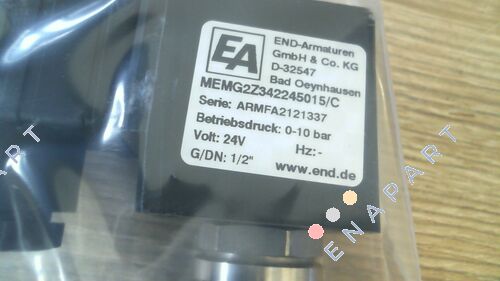 EA
END-Armaturen
GmbH & Co. KG
D-32547
Bad Oeynhausen
MEMG2Z342245015/C
Serie: ARMFA2121337
Betriebsdruck: 0-10 bar
Volt: 24V Hz:-
G/DN: 1/2"
www.end.de
ENAPART